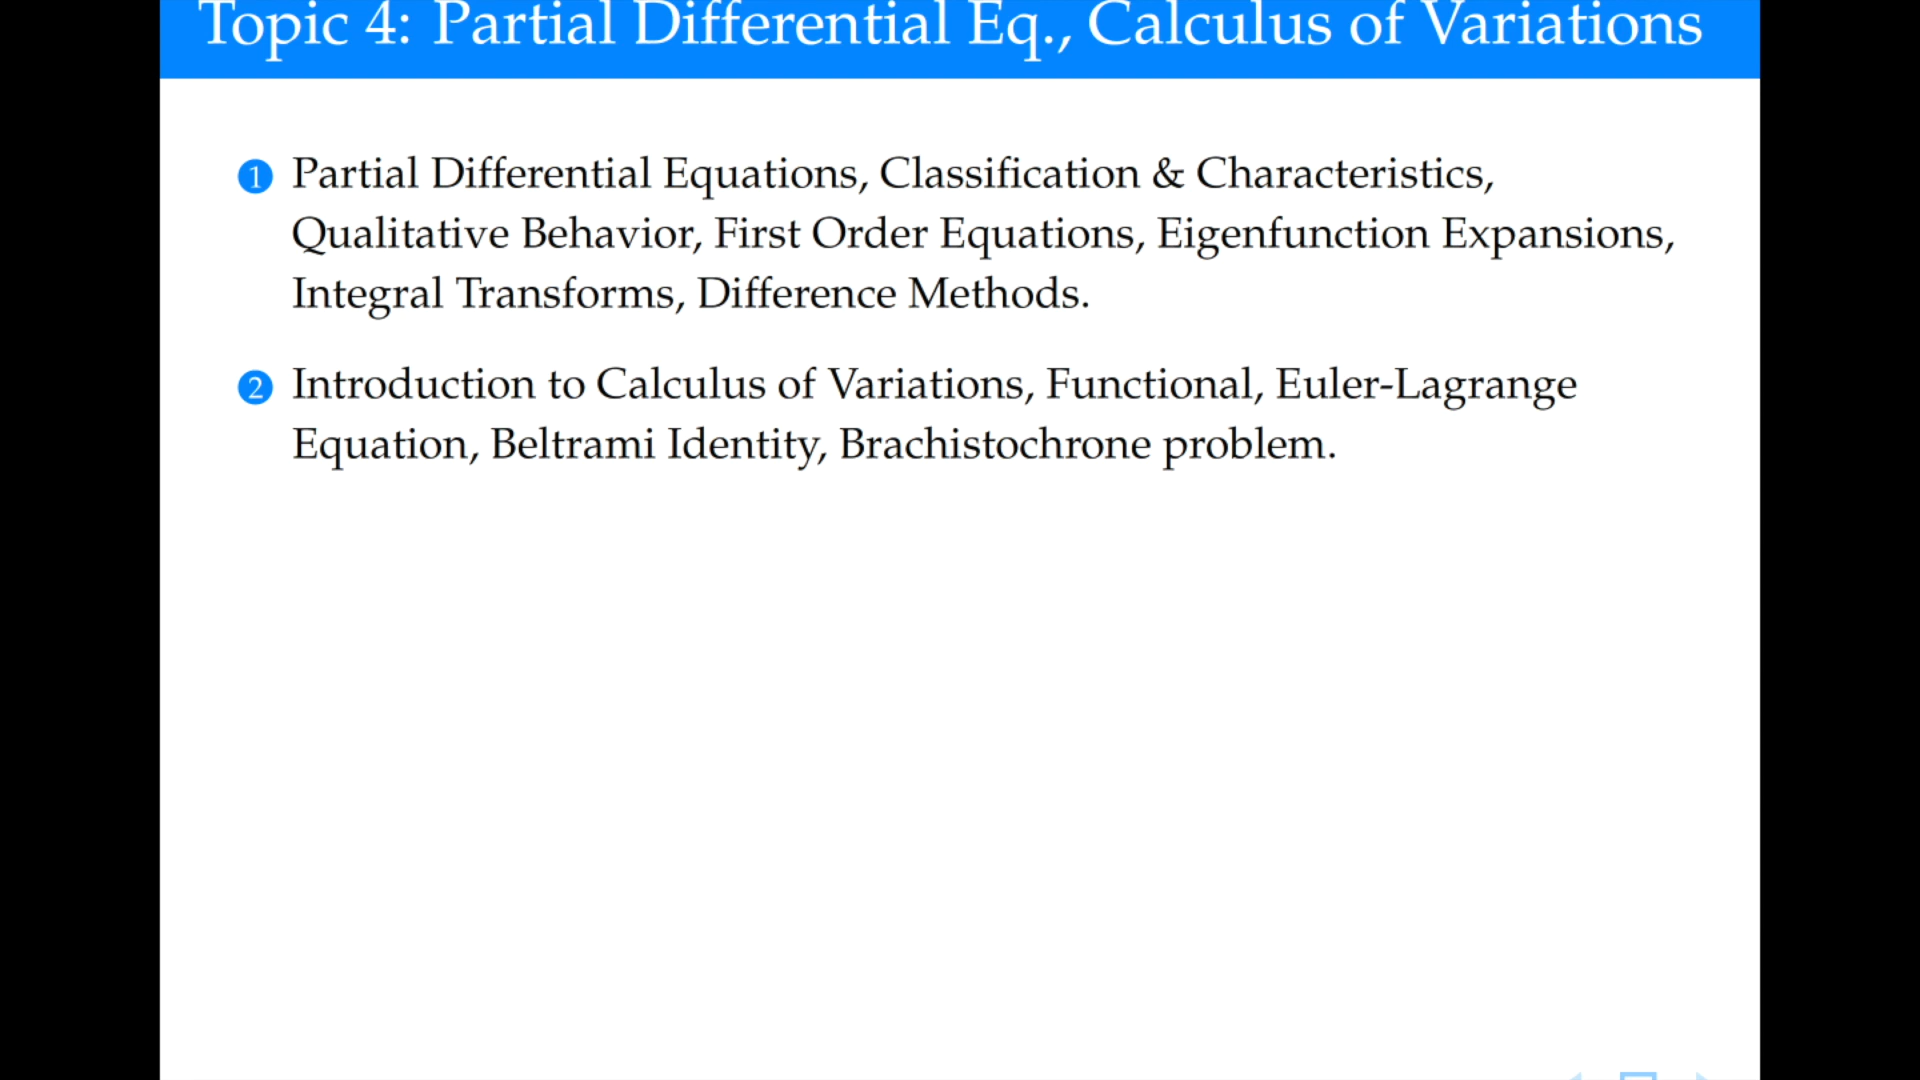 Topic 4: Partial Differential Eq., Calculus of Variations
1 Partial Differential Equations, Classification & Characteristics,
Qualitative Behavior, First Order Equations, Eigenfunction Expansions,
Integral Transforms, Difference Methods.
2 Introduction to Calculus of Variations, Functional, Euler-Lagrange
Equation, Beltrami Identity, Brachistochrone problem.